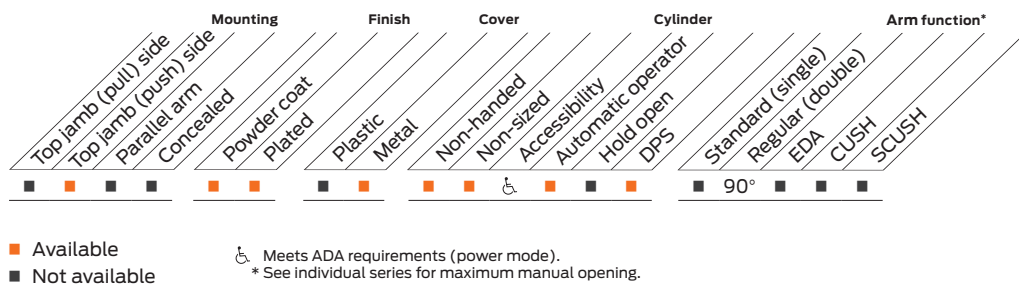 Mounting Finish Cover Cylinder Arm function*
Top jamb (pull) side
Top jamb (push) side
Parallel arm
Concealed
Powder coat
Plated
Plastic
Metal
Non-handed
Non-sized
Accessibility
Automatic operator
Hold open
DPS
Standard (single)
Regular (double)
EDA
CUSH
SCUSH
90°
Available
Not available
Meets ADA requirements (power mode).
* See individual series for maximum manual opening.